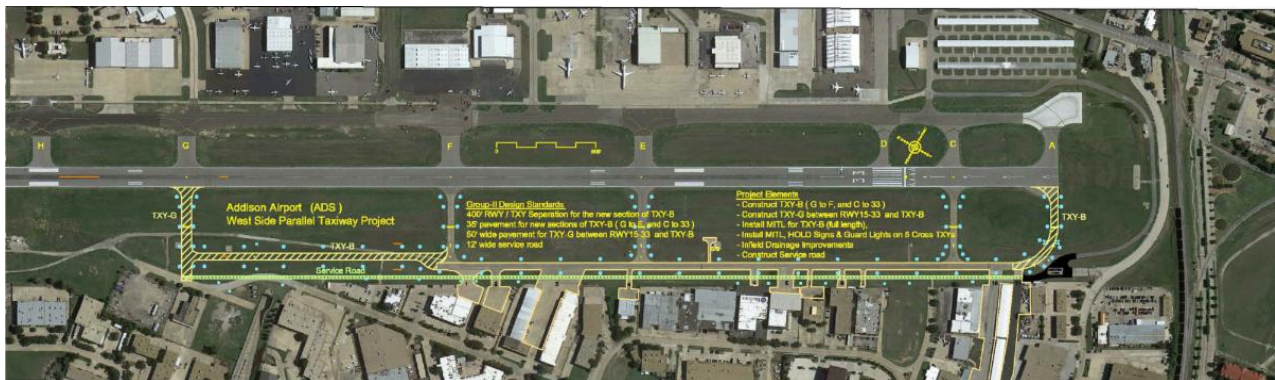 H
G
F
E
D
C
A
0
TXY-G
Addison Airport (ADS )
West Side Parallel Taxiway Project
TXY-B
Service Road
Group-II Design Standards
400' RWY / TXY Separation for the new section of TXY-B
35' pavement for new sections of TXY-B ( G to F, and C to 33 )
50' wide pavement for TXY-G between RWY15-33 and TXY-B
12' wide service road
Project Elements
- Construct TXY-B ( G to F, and C to 33 )
- Construct TXY-G between RWY15-33 and TXY-B
- Install MITL for TXY-B (full length),
- Install MITL, HOLD Signs & Guard Lights on 5 Cross TXYs
- Infield Drainage Improvements
- Construct Service road
TXY-B